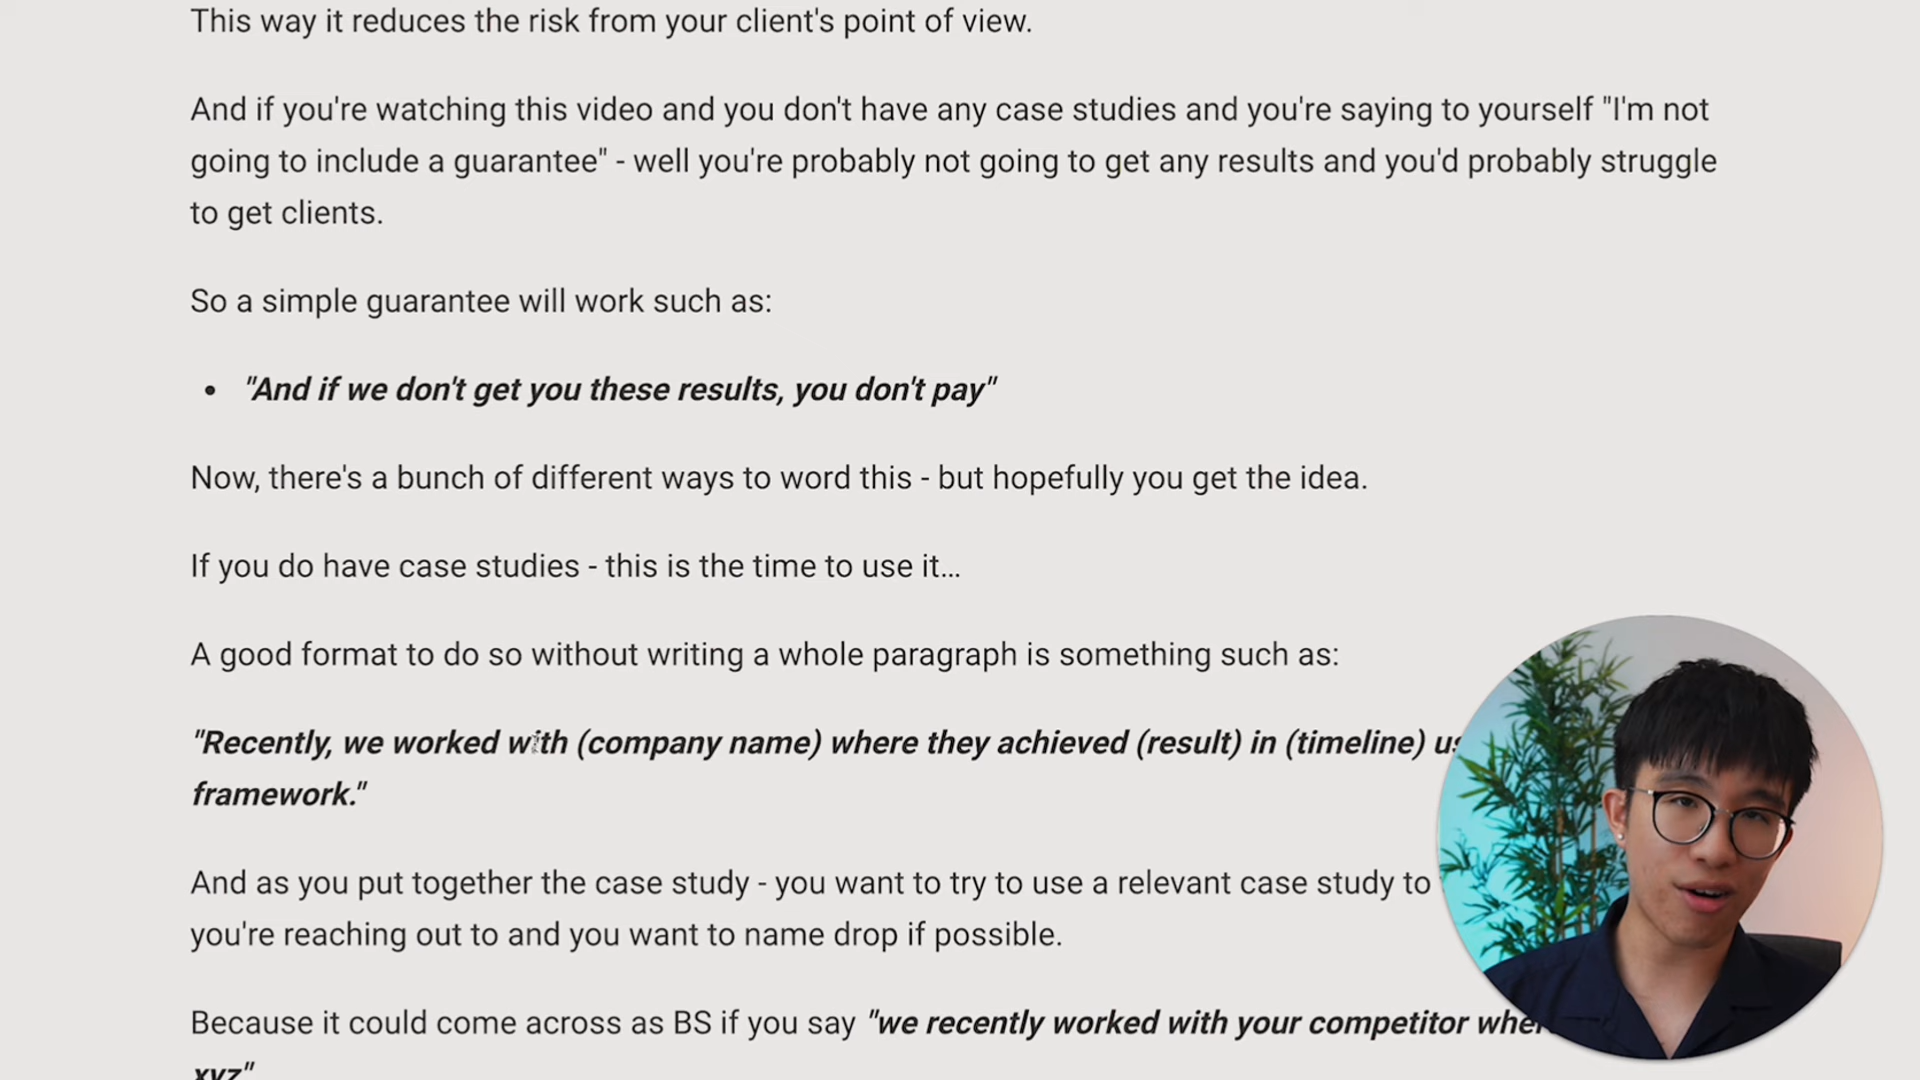 This way it reduces the risk from your client's point of view.
And if you're watching this video and you don't have any case studies and you're saying to yourself "I'm not
going to include a guarantee" - well you're probably not going to get any results and you'd probably struggle
to get clients.
So a simple guarantee will work such as:
• "And if we don't get you these results, you don't pay"
Now, there's a bunch of different ways to word this - but hopefully you get the idea.
If you do have case studies - this is the time to use it...
A good format to do so without writing a whole paragraph is something such as:
"Recently, we worked with (company name) where they achieved (result) in (timeline)
framework."
And as you put together the case study - you want to try to use a relevant case study to
you're reaching out to and you want to name drop if possible.
Because it could come across as BS if you say "we recently worked with your competitor
xyz"